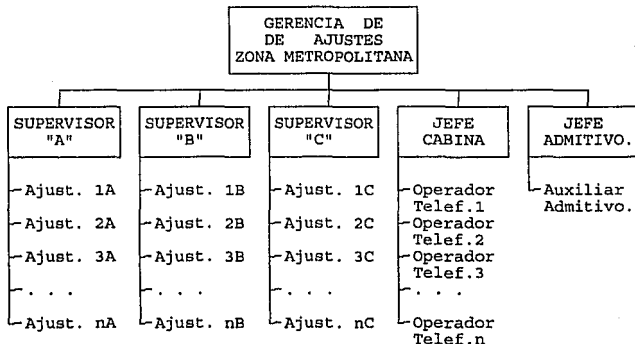 GERENCIA DE
DE AJUSTES
ZONA METROPOLITANA
SUPERVISOR
"A"
SUPERVISOR
"B"
SUPERVISOR
"C"
JEFE
CABINA
JEFE
ADMITIVO.
Ajust. 1A
Ajust. 2A
Ajust. 3A
. . .
Ajust. nA
Ajust. 1B
Ajust. 2B
Ajust. 3B
. . .
Ajust. nB
Ajust. 1C
Ajust. 2C
Ajust. 3C
. . .
Ajust. nC
Operador
Telef.1
Operador
Telef.2
Operador
Telef.3
. . .
Operador
Telef.n
Auxiliar
Admitivo.